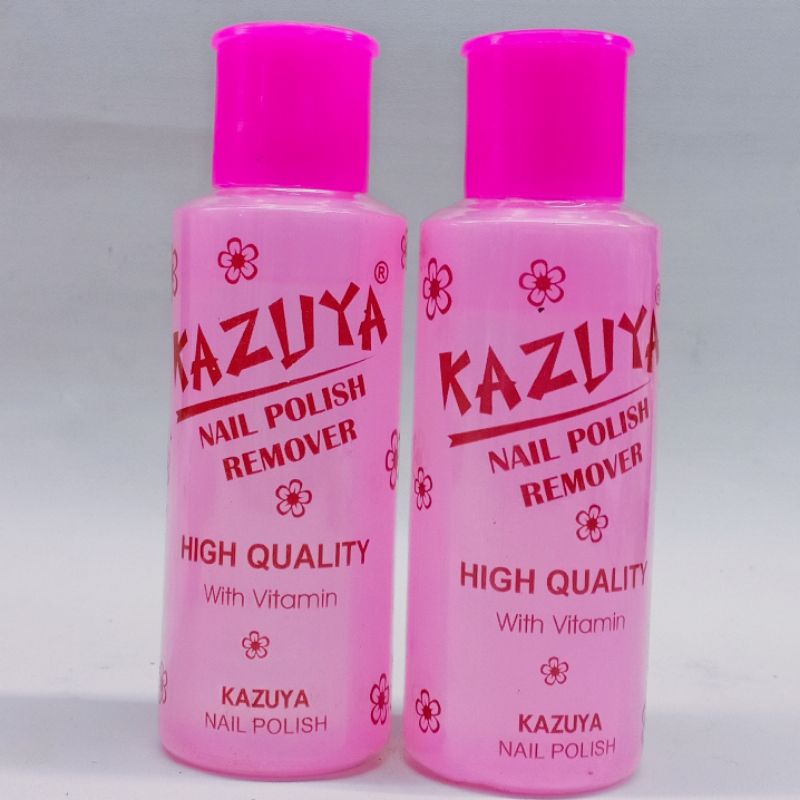 KAZUYA®
NAIL POLISH
REMOVER
HIGH QUALITY
With Vitamin
KAZUYA
NAIL POLISH
KAZUYA®
NAIL POLISH
REMOVER
HIGH QUALITY
With Vitamin
KAZUYA
NAIL POLISH